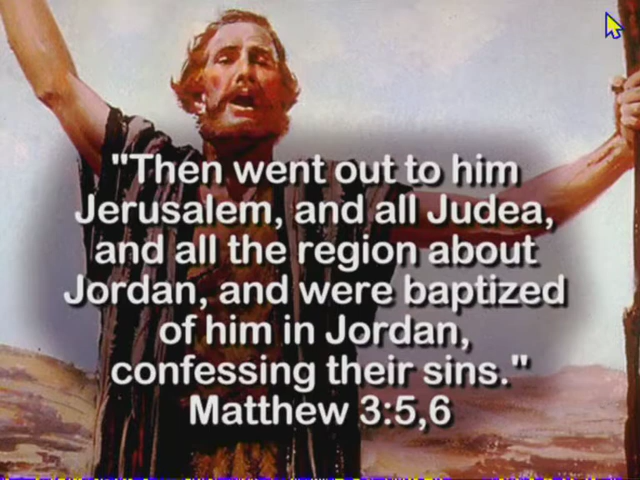 "Then went out to him
Jerusalem, and all Judea,
and all the region about
Jordan, and were baptized
of him in Jordan,
confessing their sins."
Matthew 3:5,6